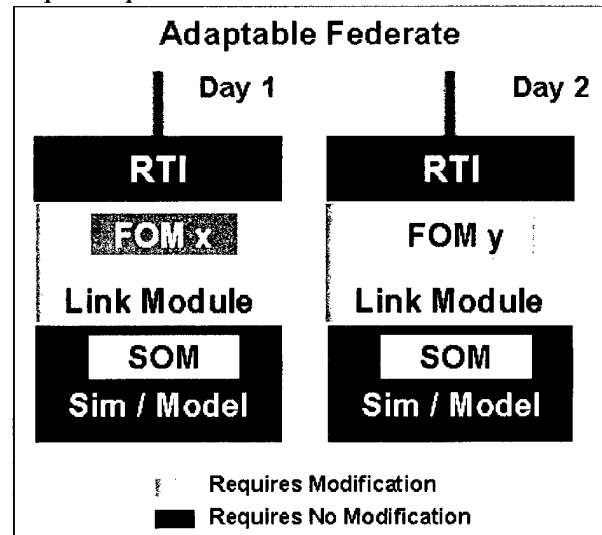 Adaptable Federate
Day 1
Day 2
RTI
RTI
FOM x
FOM y
Link Module
Link Module
SOM
SOM
Sim / Model
Sim / Model
Requires Modification
Requires No Modification